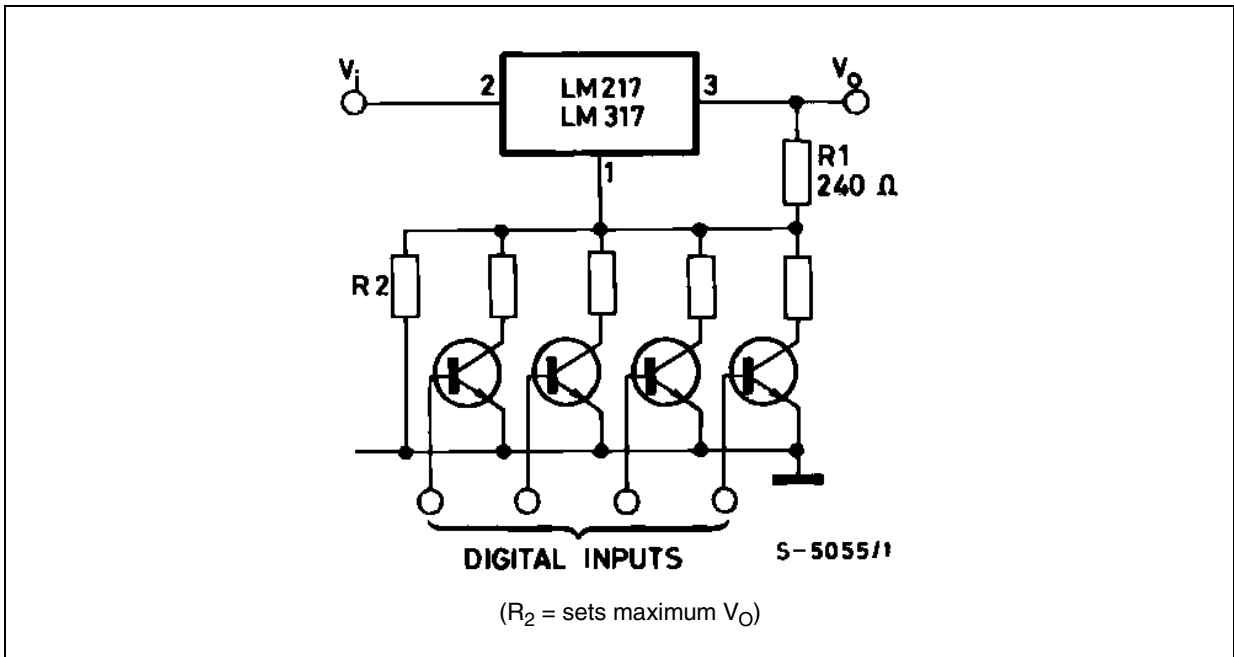 Vi
2
LM217
LM317
3
VO
1
R1
240 Ω
R2
DIGITAL INPUTS
S-5055/1
(R2 = sets maximum VO)